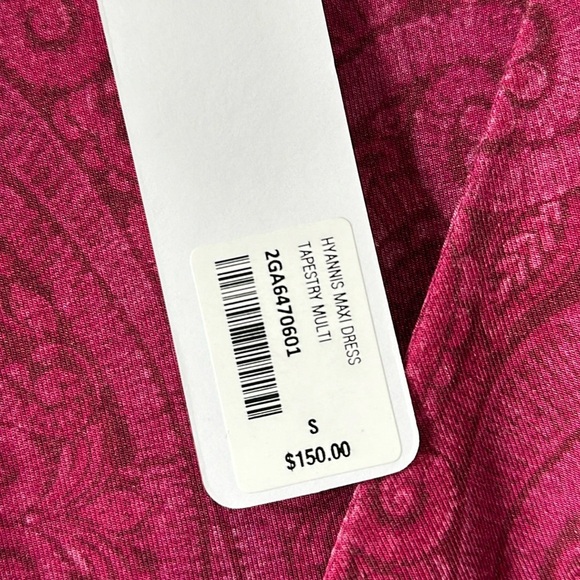 HYANNIS MAXI DRESS
TAPESTRY MULTI
2GA6470601
S
$150.00